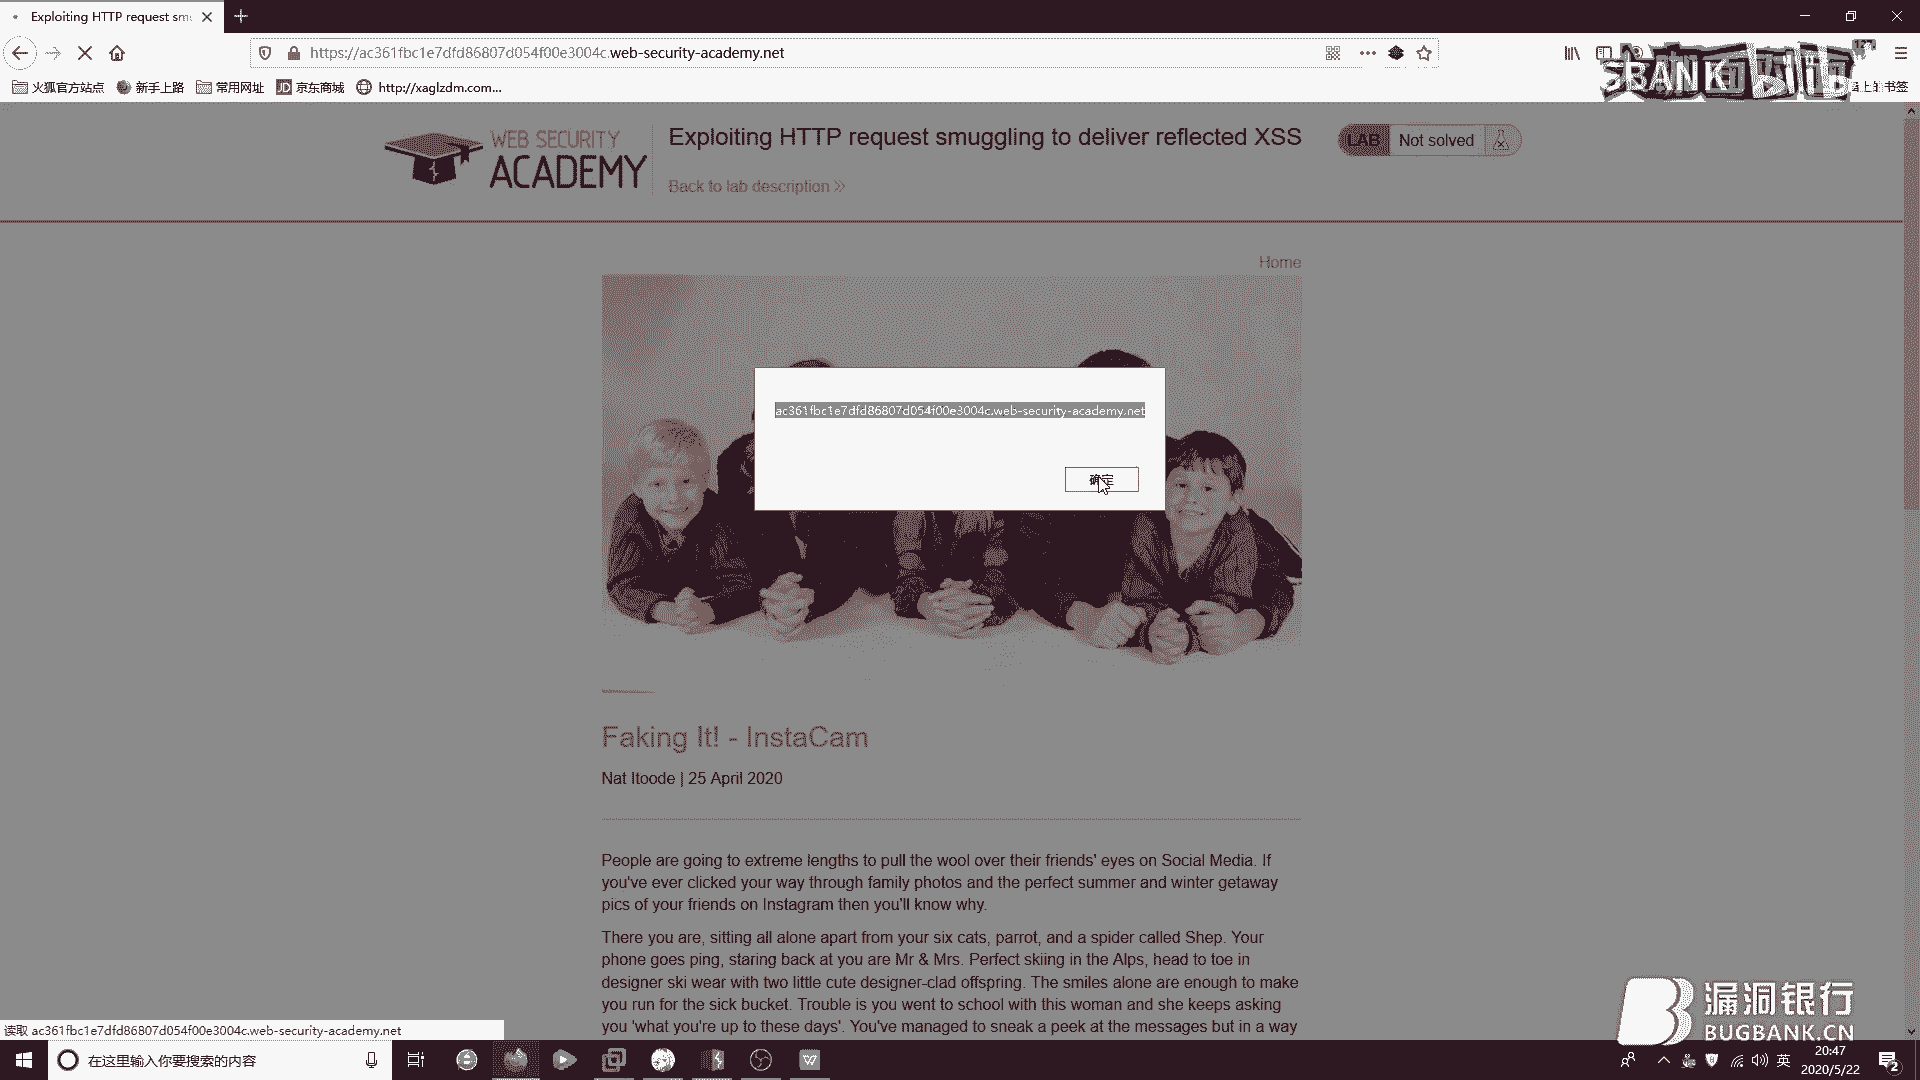 Exploiting HTTP request sm
https://ac361fbc1e7dfd86807d054f00e3004c.web-security-academy.net
火狐官方站点 新手上路 常用网址 JD 京东商城 http://xaglzdm.com...
上的书签
SBANK
WEB SECURITY
ACADEMY
Exploiting HTTP request smuggling to deliver reflected XSS
LAB Not solved
Back to lab description
Home
ac361fbc1e7dfd86807d054f00e3004c.web-security-academy.net
确定
Faking It! - InstaCam
Nat Itoode | 25 April 2020
People are going to extreme lengths to pull the wool over their friends' eyes on Social Media. If
you've ever clicked your way through family photos and the perfect summer and winter getaway
pics of your friends on Instagram then you'll know why.
There you are, sitting all alone apart from your six cats, parrot, and a spider called Shep. Your
phone goes ping, staring back at you are Mr & Mrs. Perfect skiing in the Alps, head to toe in
designer ski wear with two little cute designer-clad offspring. The smiles alone are enough to make
you run for the sick bucket. Trouble is you went to school with this woman and she keeps asking
you 'what you're up to these days'. You've managed to sneak a peek at the messages but in a way
读取 ac361fbc1e7dfd86807d054f00e3004c.web-security-academy.net
漏洞银行
BUGBANK.CN
在这里输入你要搜索的内容
英
20:47
2020/5/22
2